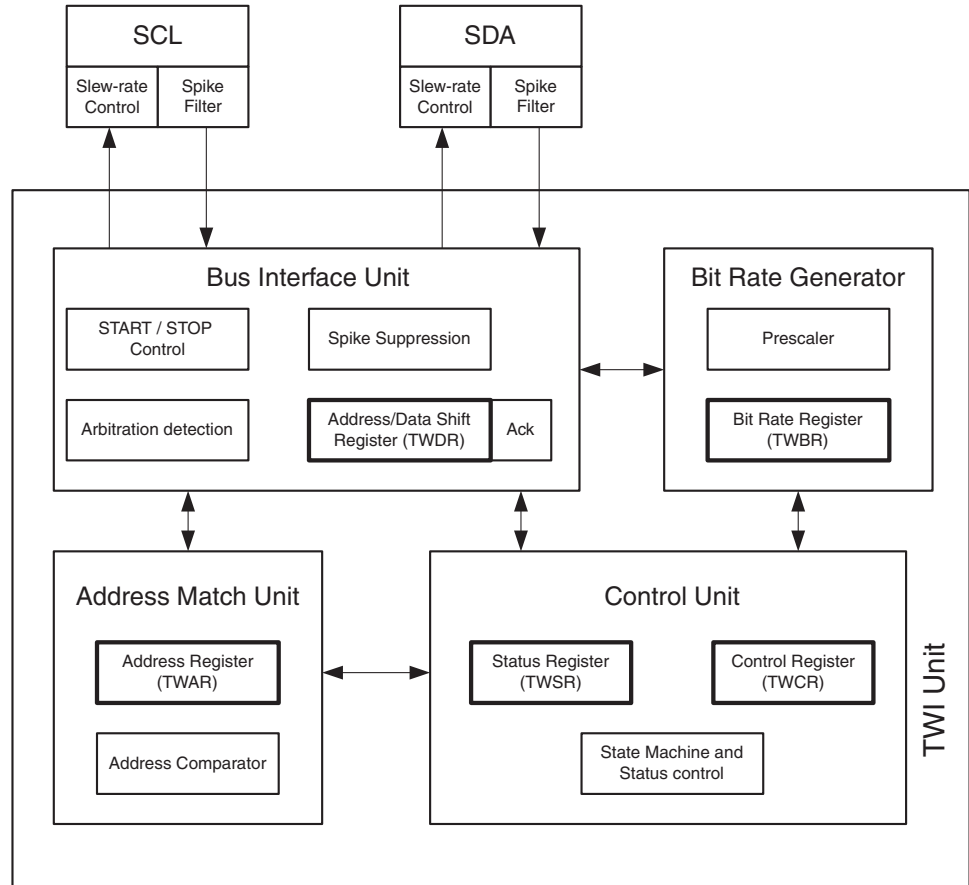 SCL
Slew-rate
Control
Spike
Filter
SDA
Slew-rate
Control
Spike
Filter
Bus Interface Unit
START / STOP
Control
Spike Suppression
Arbitration detection
Address/Data Shift
Register (TWDR)
Ack
Bit Rate Generator
Prescaler
Bit Rate Register
(TWBR)
Address Match Unit
Address Register
(TWAR)
Address Comparator
Control Unit
Status Register
(TWSR)
Control Register
(TWCR)
State Machine and
Status control
TWI Unit